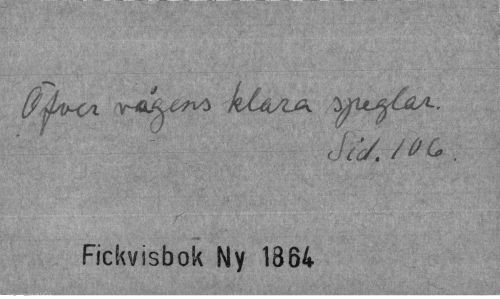 Öfver vågens klara speglar.
Sid. 106.
Fickvisbok Ny 1864